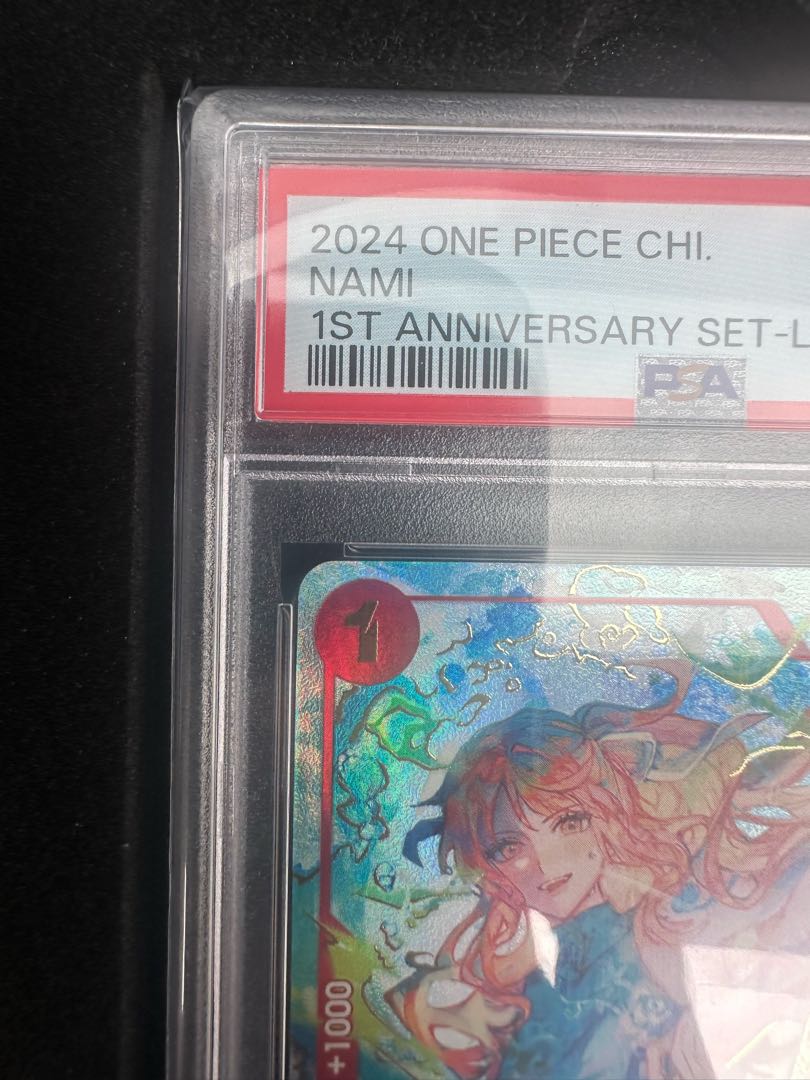 2024 ONE PIECE CHI.
NAMI
1ST ANNIVERSARY SET-L
PSA
1
+1000